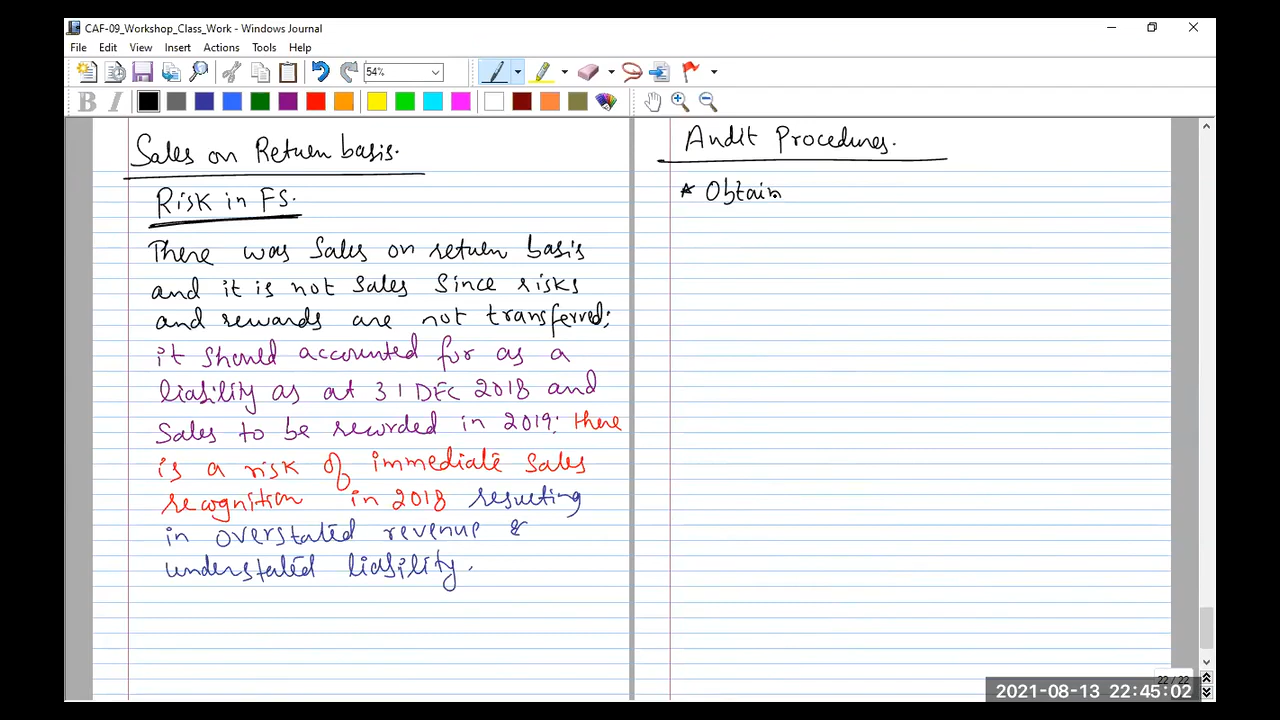 CAF-09_Workshop_Class_Work - Windows Journal
File Edit View Insert Actions Tools Help
54%
B I
Sales on Return basis.
Risk in FS.
There was Sales on return basis
and it is not sales since risks
and rewards are not transferred;
it should accounted for as a
liability as at 31 DEC 2018 and
Sales to be recorded in 2019; there
is a risk of immediate sales
recognition in 2018 resulting
in overstated revenue &
understated liability.
Audit Procedures.
* Obtain
22 / 22
2021-08-13 22:45:02